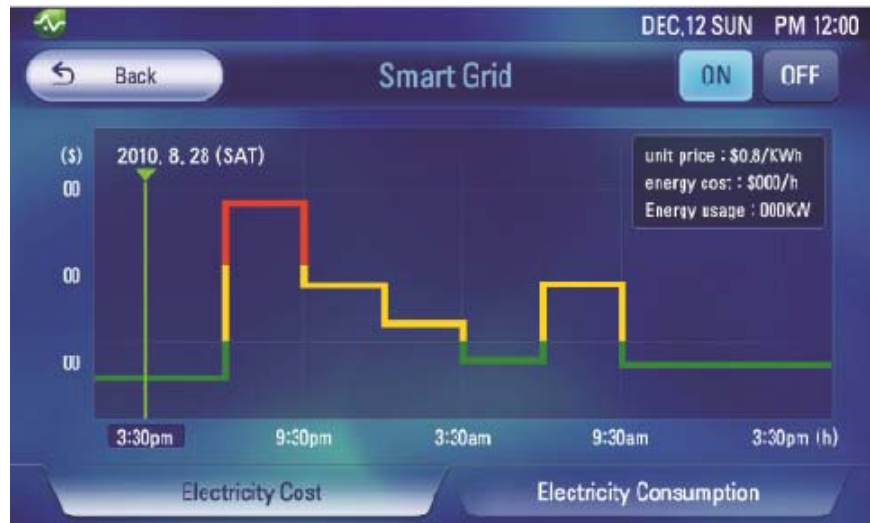 DEC,12 SUN PM 12:00
Back
Smart Grid
ON
OFF
($)
2010. 8. 28 (SAT)
unit price : $0.8/KWh
energy cost : $000/h
Energy usage : 000KW
00
00
00
3:30pm 9:30pm 3:30am 9:30am 3:30pm (h)
Electricity Cost
Electricity Consumption